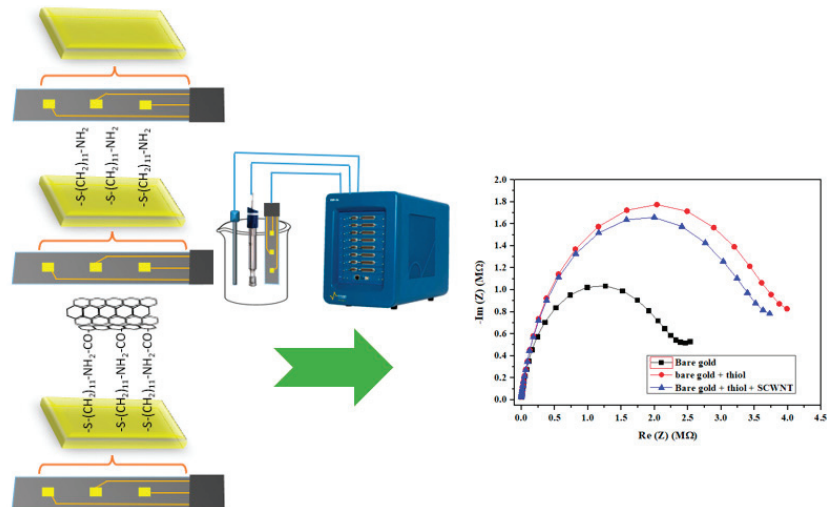 -S-(CH2)11-NH2
-S-(CH2)11-NH2
-S-(CH2)11-NH2
-S-(CH2)11-NH2-CO
-S-(CH2)11-NH2-CO
-S-(CH2)11-NH2-CO
-Im (Z) (MΩ)
2.0
1.8
1.6
1.4
1.2
1.0
0.8
0.6
0.4
0.2
0.0
Bare gold
bare gold + thiol
Bare gold + thiol + SCWNT
0.0 0.5 1.0 1.5 2.0 2.5 3.0 3.5 4.0 4.5
Re (Z) (MΩ)